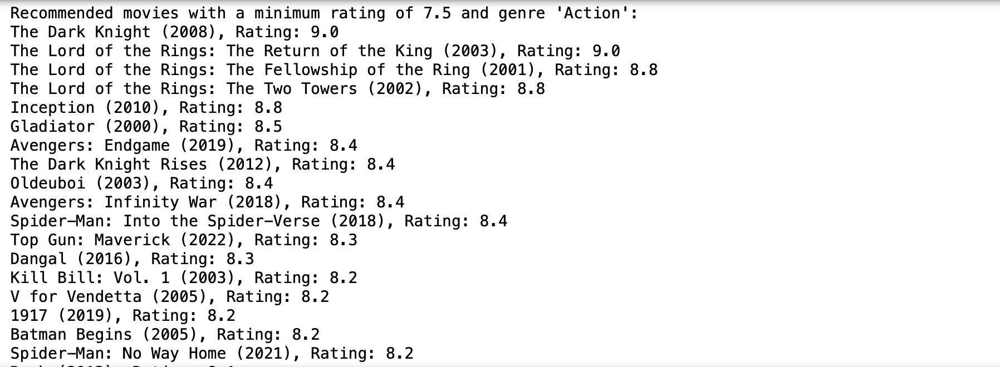 Recommended movies with a minimum rating of 7.5 and genre 'Action':
The Dark Knight (2008), Rating: 9.0
The Lord of the Rings: The Return of the King (2003), Rating: 9.0
The Lord of the Rings: The Fellowship of the Ring (2001), Rating: 8.8
The Lord of the Rings: The Two Towers (2002), Rating: 8.8
Inception (2010), Rating: 8.8
Gladiator (2000), Rating: 8.5
Avengers: Endgame (2019), Rating: 8.4
The Dark Knight Rises (2012), Rating: 8.4
Oldeuboi (2003), Rating: 8.4
Avengers: Infinity War (2018), Rating: 8.4
Spider-Man: Into the Spider-Verse (2018), Rating: 8.4
Top Gun: Maverick (2022), Rating: 8.3
Dangal (2016), Rating: 8.3
Kill Bill: Vol. 1 (2003), Rating: 8.2
V for Vendetta (2005), Rating: 8.2
1917 (2019), Rating: 8.2
Batman Begins (2005), Rating: 8.2
Spider-Man: No Way Home (2021), Rating: 8.2